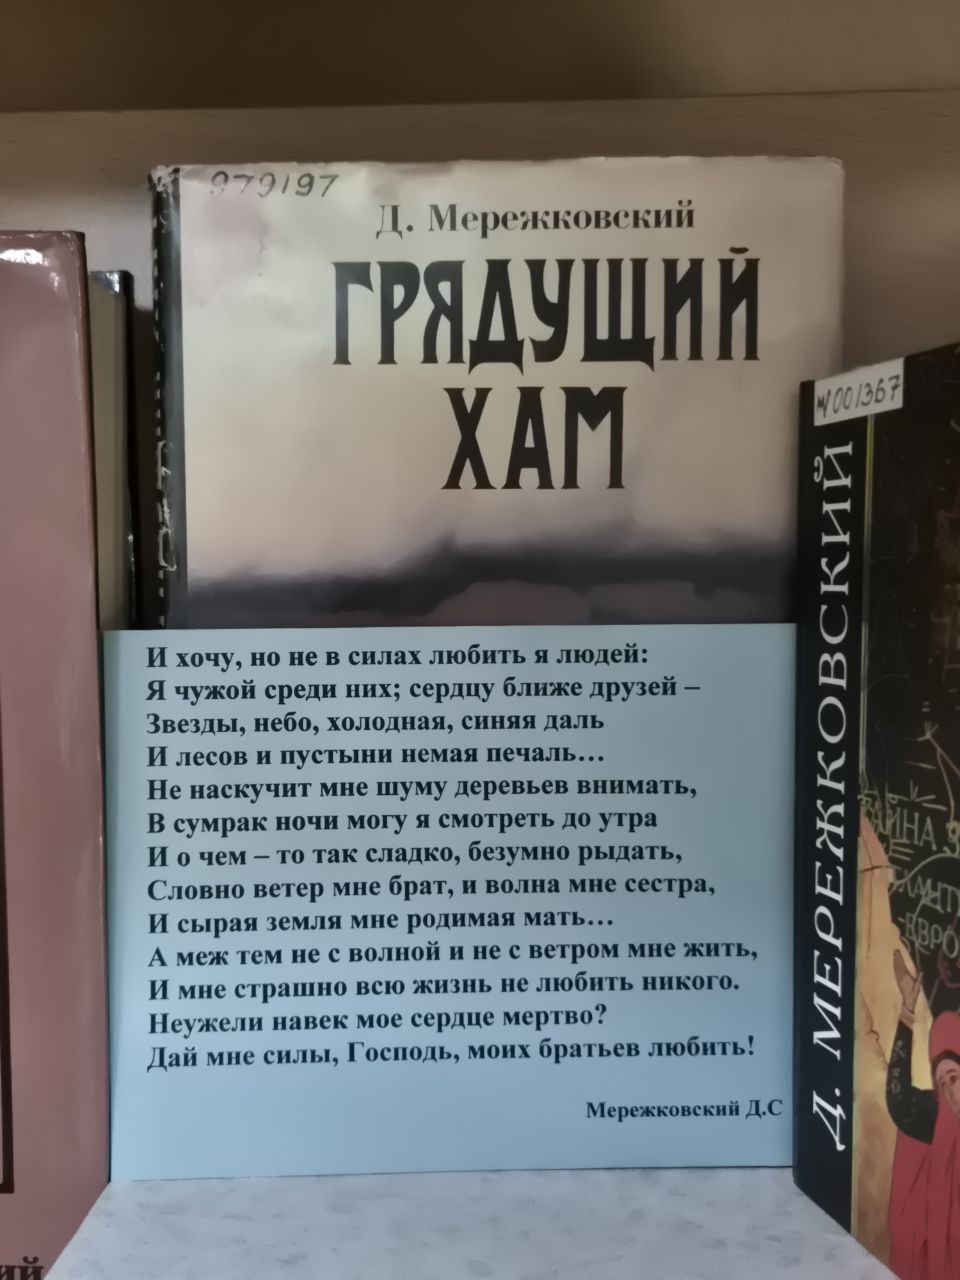 979197
Д. Мережковский
ГРЯДУЩИЙ
ХАМ
И хочу, но не в силах любить я людей:
Я чужой среди них; сердцу ближе друзей –
Звезды, небо, холодная, синяя даль
И лесов и пустыни немая печаль…
Не наскучит мне шуму деревьев внимать,
В сумрак ночи могу я смотреть до утра
И о чем – то так сладко, безумно рыдать,
Словно ветер мне брат, и волна мне сестра,
И сырая земля мне родимая мать…
А меж тем не с волной и не с ветром мне жить,
И мне страшно всю жизнь не любить никого.
Неужели навек мое сердце мертво?
Дай мне силы, Господь, моих братьев любить!
Мережковский Д.С
001367
Д. МЕРЕЖКОВСКИЙ